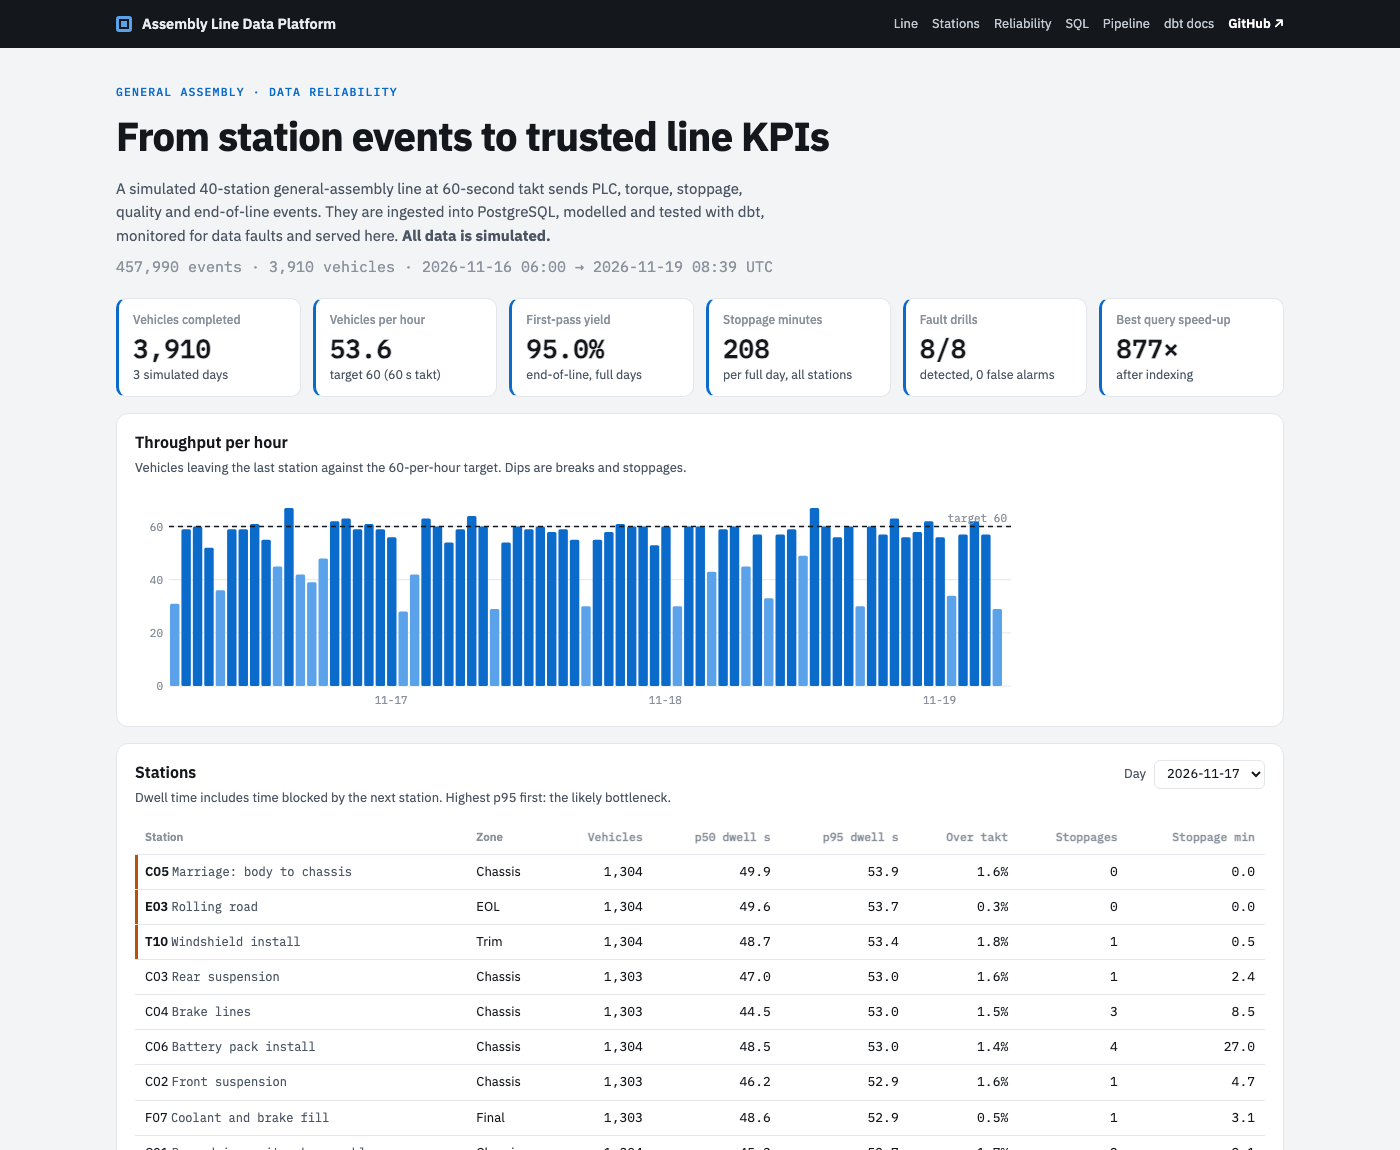 Assembly Line Data Platform
Line Stations Reliability SQL Pipeline dbt docs GitHub ↗
GENERAL ASSEMBLY · DATA RELIABILITY
From station events to trusted line KPIs
A simulated 40-station general-assembly line at 60-second takt sends PLC, torque, stoppage,
quality and end-of-line events. They are ingested into PostgreSQL, modelled and tested with dbt,
monitored for data faults and served here. All data is simulated.
457,990 events · 3,910 vehicles · 2026-11-16 06:00 → 2026-11-19 08:39 UTC
Vehicles completed
3,910
3 simulated days
Vehicles per hour
53.6
target 60 (60 s takt)
First-pass yield
95.0%
end-of-line, full days
Stoppage minutes
208
per full day, all stations
Fault drills
8/8
detected, 0 false alarms
Best query speed-up
877×
after indexing
Throughput per hour
Vehicles leaving the last station against the 60-per-hour target. Dips are breaks and stoppages.
target 60
60
40
20
0
11-17 11-18 11-19
Stations
Day 2026-11-17
Dwell time includes time blocked by the next station. Highest p95 first: the likely bottleneck.
Station Zone Vehicles p50 dwell s p95 dwell s Over takt Stoppages Stoppage min
C05 Marriage: body to chassis Chassis 1,304 49.9 53.9 1.6% 0 0.0
E03 Rolling road EOL 1,304 49.6 53.7 0.3% 0 0.0
T10 Windshield install Trim 1,304 48.7 53.4 1.8% 1 0.5
C03 Rear suspension Chassis 1,303 47.0 53.0 1.6% 1 2.4
C04 Brake lines Chassis 1,303 44.5 53.0 1.5% 3 8.5
C06 Battery pack install Chassis 1,304 48.5 53.0 1.4% 4 27.0
C02 Front suspension Chassis 1,303 46.2 52.9 1.6% 1 4.7
F07 Coolant and brake fill Final 1,303 48.6 52.9 0.5% 1 3.1